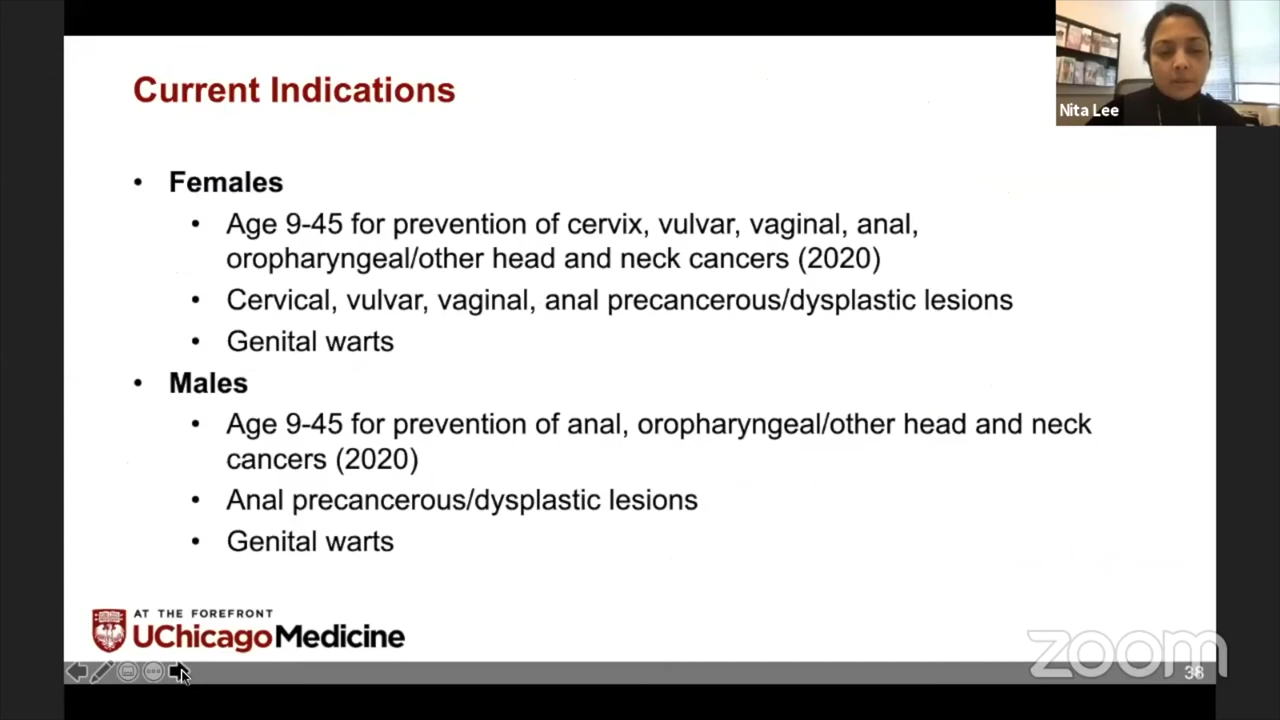 Current Indications
Nita Lee
• Females
• Age 9-45 for prevention of cervix, vulvar, vaginal, anal,
oropharyngeal/other head and neck cancers (2020)
• Cervical, vulvar, vaginal, anal precancerous/dysplastic lesions
• Genital warts
• Males
• Age 9-45 for prevention of anal, oropharyngeal/other head and neck
cancers (2020)
• Anal precancerous/dysplastic lesions
• Genital warts
AT THE FOREFRONT
UChicago Medicine
zoom
38